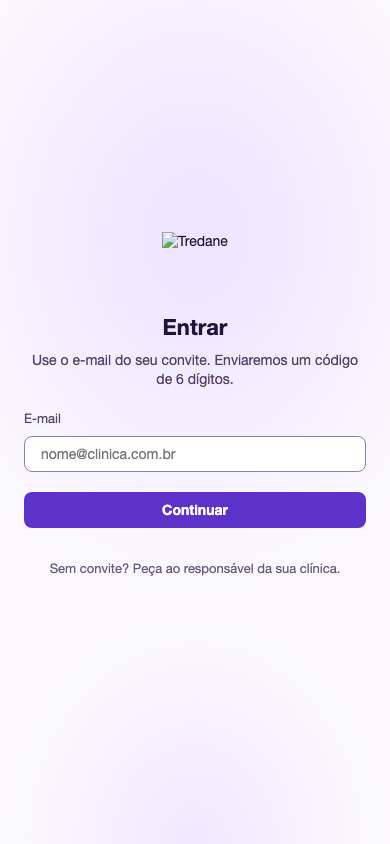 Tredane
Entrar
Use o e-mail do seu convite. Enviaremos um código
de 6 dígitos.
E-mail
nome@clinica.com.br
Continuar
Sem convite? Peça ao responsável da sua clínica.